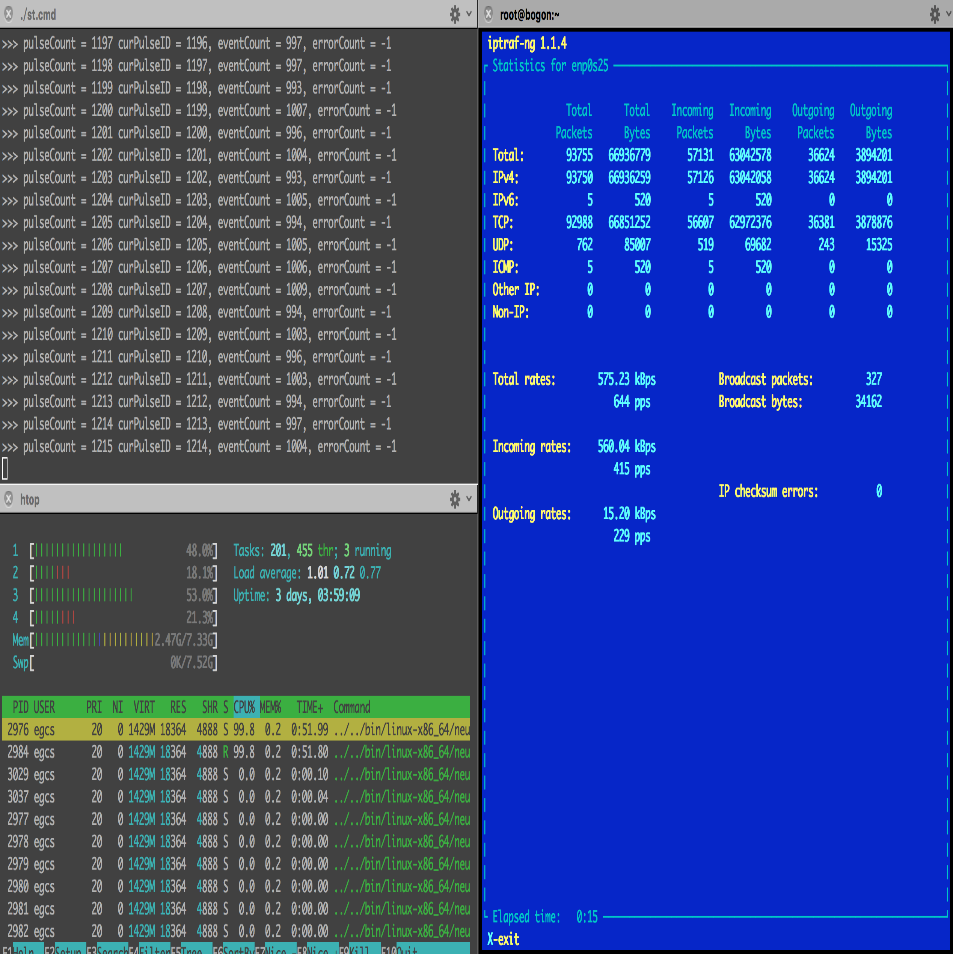 ./st.cmd
>>> pulseCount = 1197 curPulseID = 1196, eventCount = 997, errorCount = -1
>>> pulseCount = 1198 curPulseID = 1197, eventCount = 997, errorCount = -1
>>> pulseCount = 1199 curPulseID = 1198, eventCount = 993, errorCount = -1
>>> pulseCount = 1200 curPulseID = 1199, eventCount = 1007, errorCount = -1
>>> pulseCount = 1201 curPulseID = 1200, eventCount = 996, errorCount = -1
>>> pulseCount = 1202 curPulseID = 1201, eventCount = 1004, errorCount = -1
>>> pulseCount = 1203 curPulseID = 1202, eventCount = 993, errorCount = -1
>>> pulseCount = 1204 curPulseID = 1203, eventCount = 1005, errorCount = -1
>>> pulseCount = 1205 curPulseID = 1204, eventCount = 994, errorCount = -1
>>> pulseCount = 1206 curPulseID = 1205, eventCount = 1005, errorCount = -1
>>> pulseCount = 1207 curPulseID = 1206, eventCount = 1006, errorCount = -1
>>> pulseCount = 1208 curPulseID = 1207, eventCount = 1009, errorCount = -1
>>> pulseCount = 1209 curPulseID = 1208, eventCount = 994, errorCount = -1
>>> pulseCount = 1210 curPulseID = 1209, eventCount = 1003, errorCount = -1
>>> pulseCount = 1211 curPulseID = 1210, eventCount = 996, errorCount = -1
>>> pulseCount = 1212 curPulseID = 1211, eventCount = 1003, errorCount = -1
>>> pulseCount = 1213 curPulseID = 1212, eventCount = 994, errorCount = -1
>>> pulseCount = 1214 curPulseID = 1213, eventCount = 997, errorCount = -1
>>> pulseCount = 1215 curPulseID = 1214, eventCount = 1004, errorCount = -1
htop
1 [||||||||||||||||| 48.0%] Tasks: 201, 455 thr; 3 running
2 [||||||| 18.1%] Load average: 1.01 0.72 0.77
3 [||||||||||||||||||| 53.0%] Uptime: 3 days, 03:59:09
4 [|||||||| 21.3%]
Mem[|||||||||||||||||||||||2.47G/7.33G]
Swp[ 0K/7.52G]
PID USER PRI NI VIRT RES SHR S CPU% MEM% TIME+ Command
2976 egcs 20 0 1429M 18364 4888 S 99.8 0.2 0:51.99 ../../bin/linux-x86_64/neu
2984 egcs 20 0 1429M 18364 4888 R 99.8 0.2 0:51.80 ../../bin/linux-x86_64/neu
3029 egcs 20 0 1429M 18364 4888 S 0.0 0.2 0:00.10 ../../bin/linux-x86_64/neu
3037 egcs 20 0 1429M 18364 4888 S 0.0 0.2 0:00.04 ../../bin/linux-x86_64/neu
2977 egcs 20 0 1429M 18364 4888 S 0.0 0.2 0:00.00 ../../bin/linux-x86_64/neu
2978 egcs 20 0 1429M 18364 4888 S 0.0 0.2 0:00.00 ../../bin/linux-x86_64/neu
2979 egcs 20 0 1429M 18364 4888 S 0.0 0.2 0:00.00 ../../bin/linux-x86_64/neu
2980 egcs 20 0 1429M 18364 4888 S 0.0 0.2 0:00.00 ../../bin/linux-x86_64/neu
2981 egcs 20 0 1429M 18364 4888 S 0.0 0.2 0:00.00 ../../bin/linux-x86_64/neu
2982 egcs 20 0 1429M 18364 4888 S 0.0 0.2 0:00.00 ../../bin/linux-x86_64/neu
F1Help F2Setup F3SearchF4FilterF5Tree F6SortByF7Nice -F8Nice +F9Kill F10Quit
root@bogon:~
iptraf-ng 1.1.4
Statistics for enp0s25
Total Total Incoming Incoming Outgoing Outgoing
Packets Bytes Packets Bytes Packets Bytes
Total: 93755 66936779 57131 63042578 36624 3894201
IPv4: 93750 66936259 57126 63042058 36624 3894201
IPv6: 5 520 5 520 0 0
TCP: 92988 66851252 56607 62972376 36381 3878876
UDP: 762 85007 519 69682 243 15325
ICMP: 5 520 5 520 0 0
Other IP: 0 0 0 0 0 0
Non-IP: 0 0 0 0 0 0
Total rates: 575.23 kBps Broadcast packets: 327
644 pps Broadcast bytes: 34162
Incoming rates: 560.04 kBps
415 pps
IP checksum errors: 0
Outgoing rates: 15.20 kBps
229 pps
Elapsed time: 0:15
X-exit